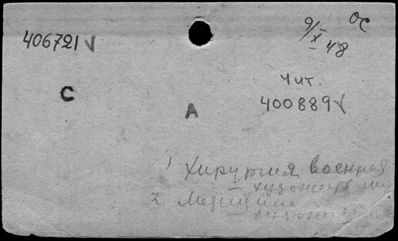 ОС
9/X 48
406721 V
Чит.
С
400889 V
А
1 Хирургия военная
2. Медицина